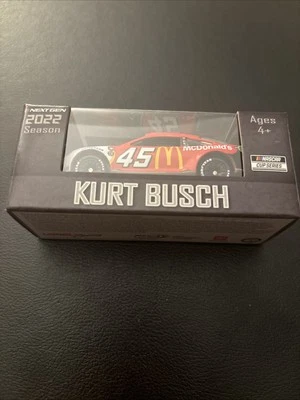 NEXT GEN
2022
Season
Ages
4+
45
McDonald's
NASCAR
CUP SERIES
KURT BUSCH